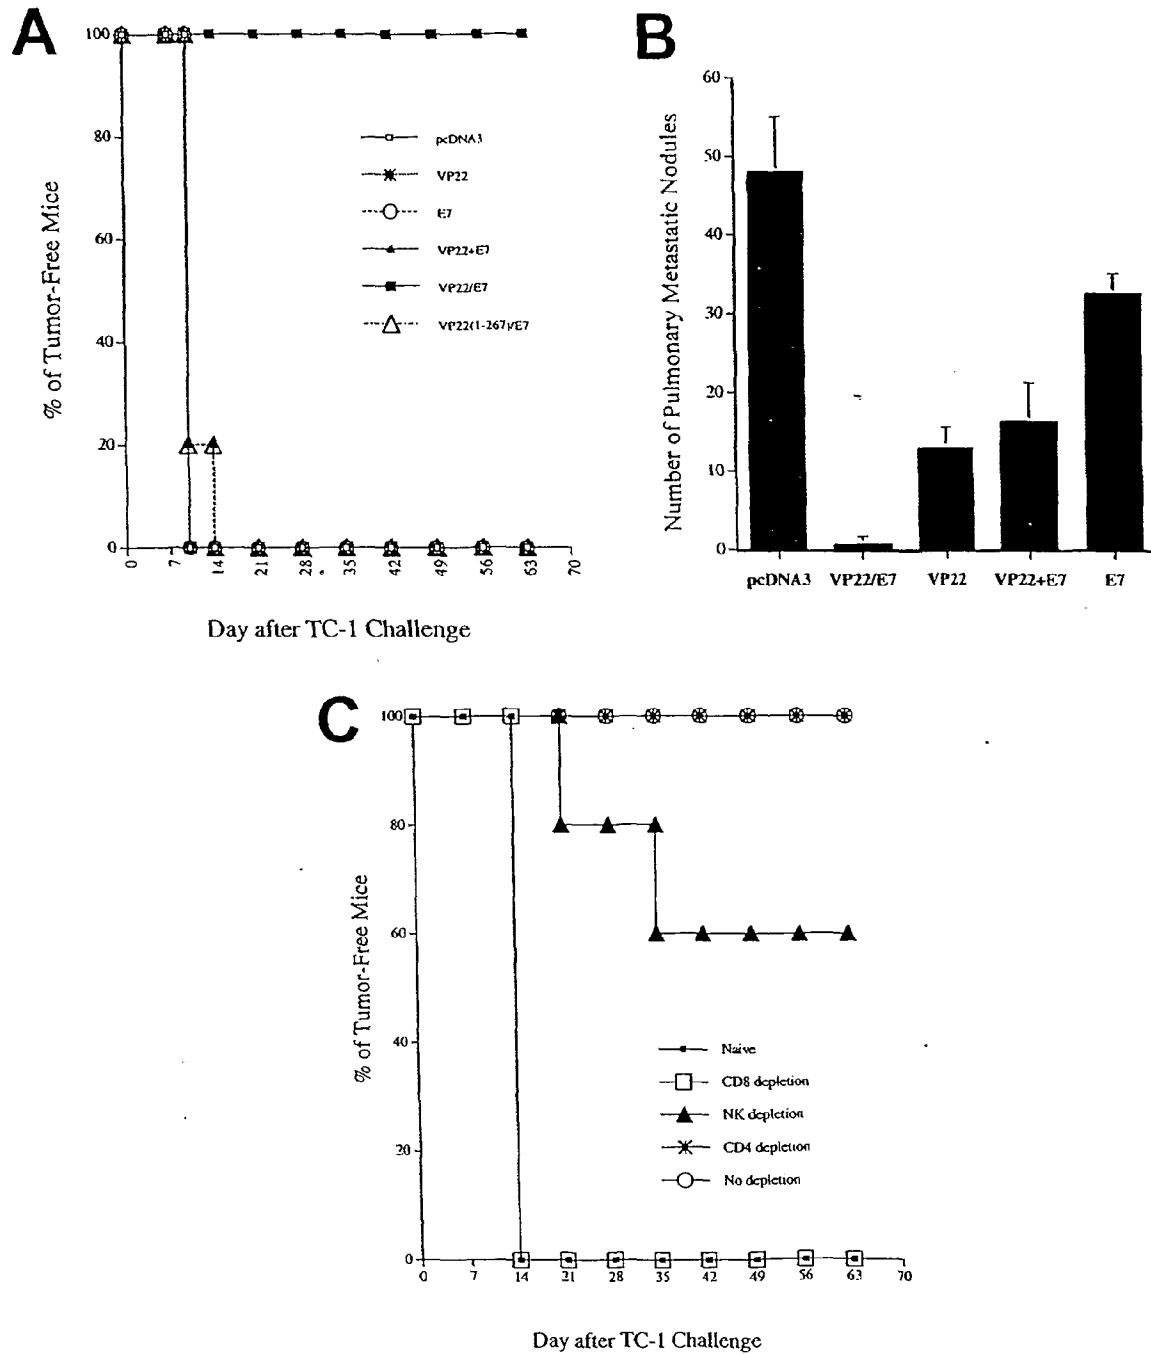 A
% of Tumor-Free Mice
100
80
60
40
20
0
pcDNA3
VP22
E7
VP22+E7
VP22/E7
VP22(1-267)/E7
0 7 14 21 28 35 42 49 56 63 70
Day after TC-1 Challenge
B
Number of Pulmonary Metastatic Nodules
60
50
40
30
20
10
0
pcDNA3 VP22/E7 VP22 VP22+E7 E7
C
% of Tumor-Free Mice
100
80
60
40
20
0
Naive
CD8 depletion
NK depletion
CD4 depletion
No depletion
0 7 14 21 28 35 42 49 56 63 70
Day after TC-1 Challenge